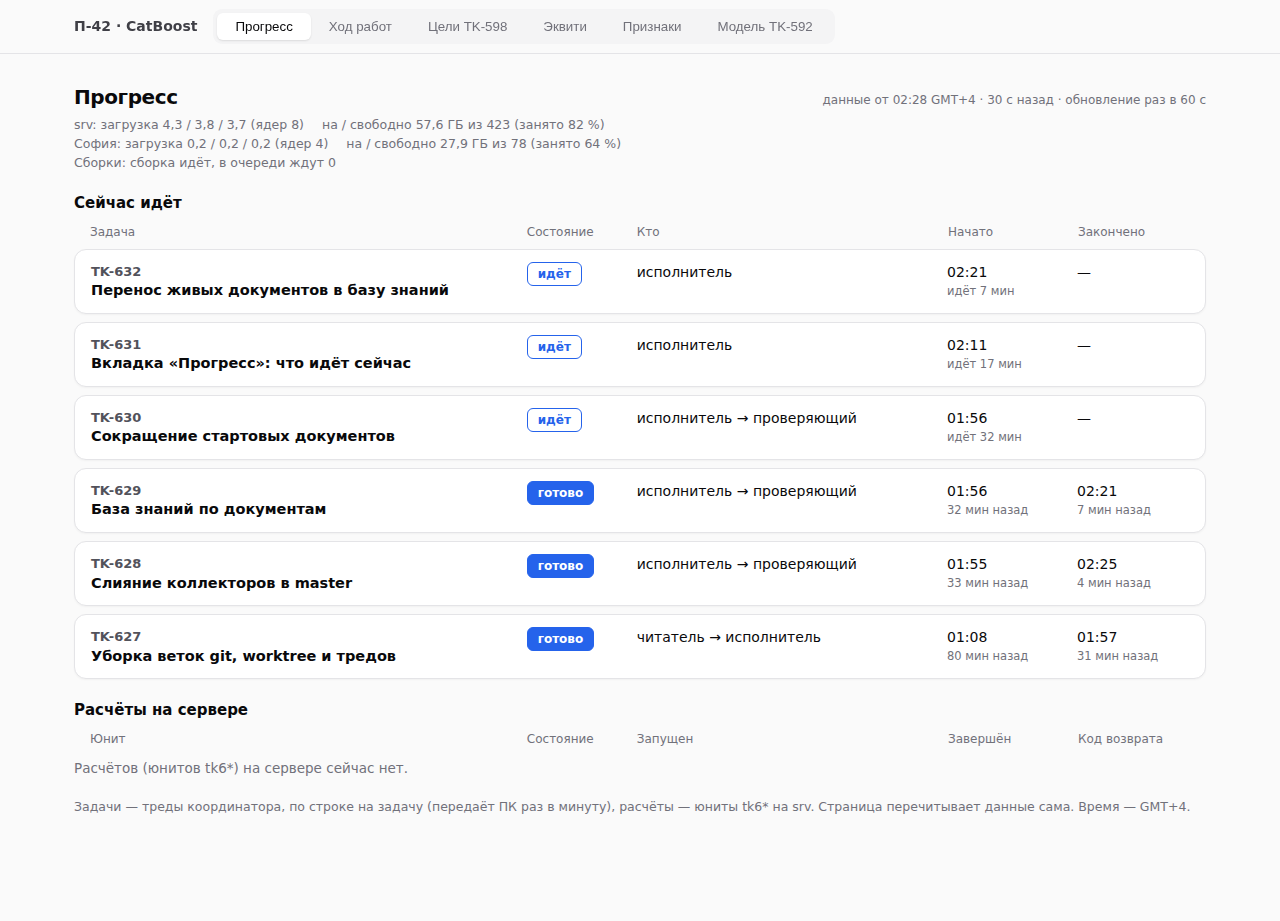 П-42 · CatBoost Прогресс Ход работ Цели TK-598 Эквити Признаки Модель TK-592
Прогресс данные от 02:28 GMT+4 · 30 с назад · обновление раз в 60 с
srv: загрузка 4,3 / 3,8 / 3,7 (ядер 8) на / свободно 57,6 ГБ из 423 (занято 82 %)
София: загрузка 0,2 / 0,2 / 0,2 (ядер 4) на / свободно 27,9 ГБ из 78 (занято 64 %)
Сборки: сборка идёт, в очереди ждут 0
Сейчас идёт
Задача Состояние Кто Начато Закончено
TK-632 идёт исполнитель 02:21 —
Перенос живых документов в базу знаний идёт 7 мин
TK-631 идёт исполнитель 02:11 —
Вкладка «Прогресс»: что идёт сейчас идёт 17 мин
TK-630 идёт исполнитель → проверяющий 01:56 —
Сокращение стартовых документов идёт 32 мин
TK-629 готово исполнитель → проверяющий 01:56 02:21
База знаний по документам 32 мин назад 7 мин назад
TK-628 готово исполнитель → проверяющий 01:55 02:25
Слияние коллекторов в master 33 мин назад 4 мин назад
TK-627 готово читатель → исполнитель 01:08 01:57
Уборка веток git, worktree и тредов 80 мин назад 31 мин назад
Расчёты на сервере
Юнит Состояние Запущен Завершён Код возврата
Расчётов (юнитов tk6*) на сервере сейчас нет.
Задачи — треды координатора, по строке на задачу (передаёт ПК раз в минуту), расчёты — юниты tk6* на srv. Страница перечитывает данные сама. Время — GMT+4.